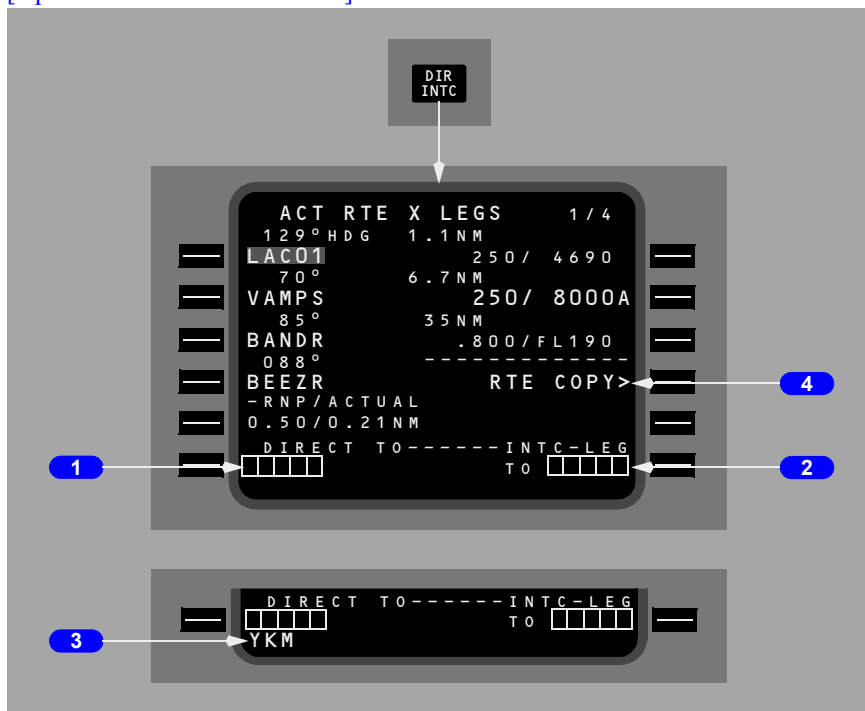 DIR
INTC
ACT RTE X LEGS 1/4
129°HDG 1.1NM
LACO1 250/ 4690
70° 6.7NM
VAMPS 250/ 8000A
85° 35NM
BANDR .800/FL190
088° -------------
BEEZR RTE COPY>
4
-RNP/ACTUAL
0.50/0.21NM
DIRECT TO------INTC-LEG
1
TO
2
DIRECT TO------INTC-LEG
TO
3
YKM